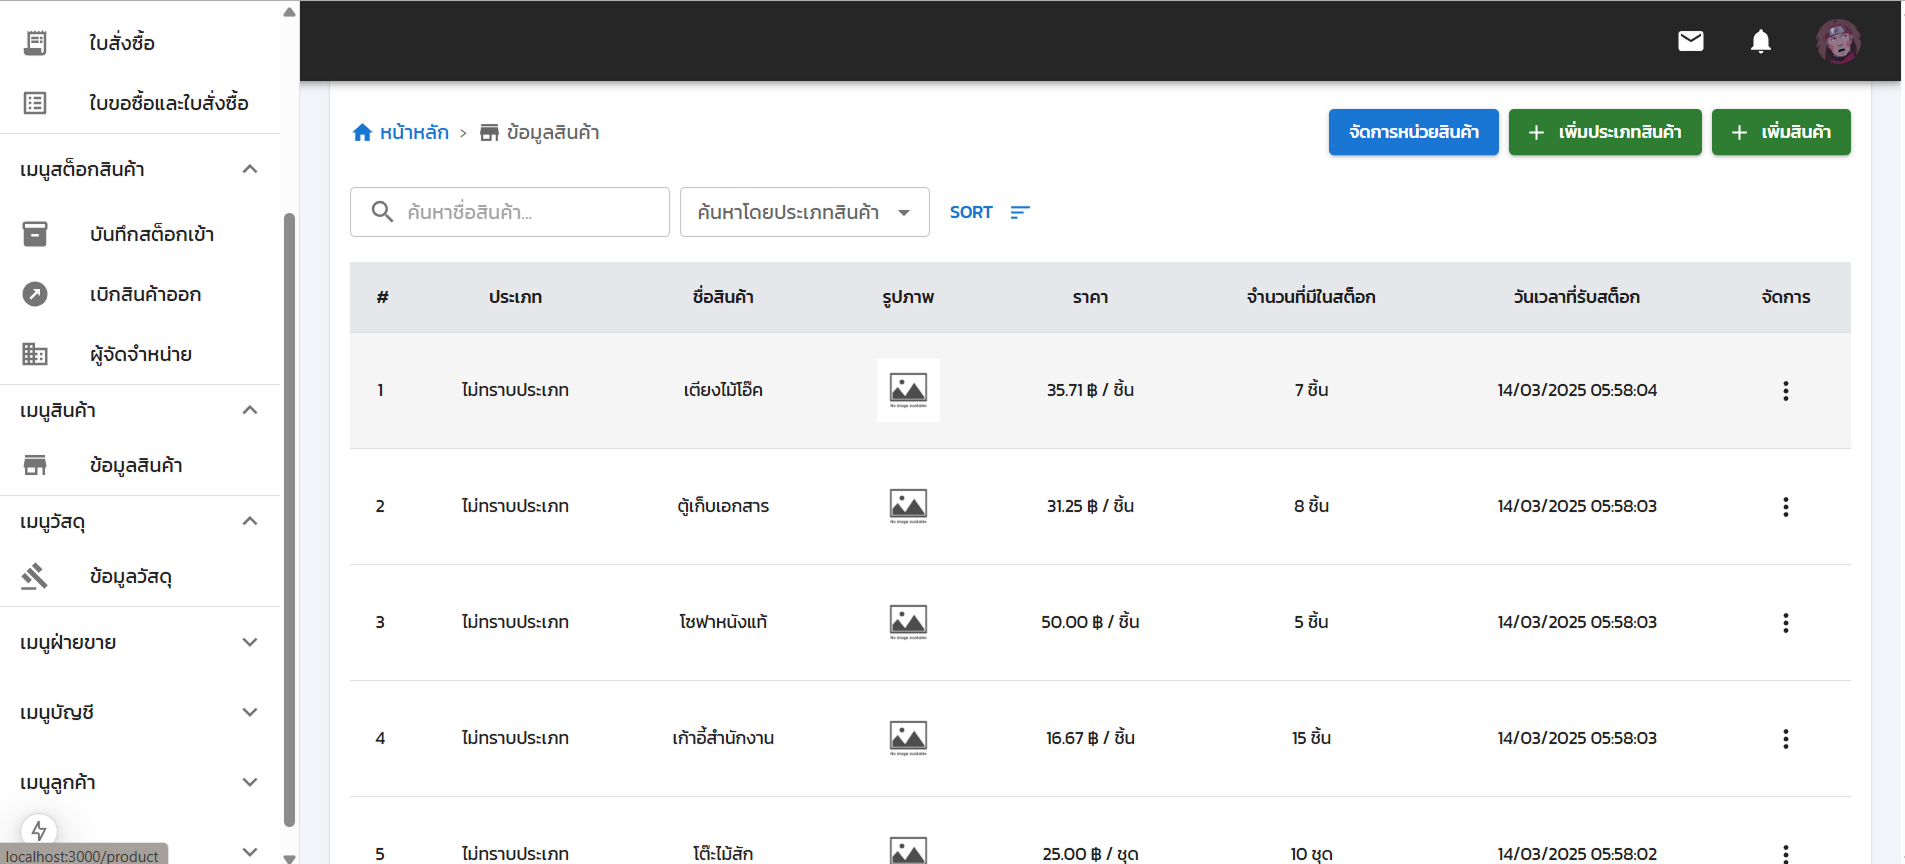 ใบสั่งซื้อ
ใบขอซื้อและใบสั่งซื้อ
เมนูสต็อกสินค้า
บันทึกสต็อกเข้า
เบิกสินค้าออก
ผู้จัดจำหน่าย
เมนูสินค้า
ข้อมูลสินค้า
เมนูวัสดุ
ข้อมูลวัสดุ
เมนูฝ่ายขาย
เมนูบัญชี
เมนูลูกค้า
localhost:3000/product
หน้าหลัก > ข้อมูลสินค้า
จัดการหน่วยสินค้า
+ เพิ่มประเภทสินค้า
+ เพิ่มสินค้า
ค้นหาชื่อสินค้า...
ค้นหาโดยประเภทสินค้า
SORT
# ประเภท ชื่อสินค้า รูปภาพ ราคา จำนวนที่มีในสต็อก วันเวลาที่รับสต็อก จัดการ
1 ไม่ทราบประเภท เตียงไม้โอ๊ค No image available 35.71 ฿ / ชิ้น 7 ชิ้น 14/03/2025 05:58:04
2 ไม่ทราบประเภท ตู้เก็บเอกสาร No image available 31.25 ฿ / ชิ้น 8 ชิ้น 14/03/2025 05:58:03
3 ไม่ทราบประเภท โซฟาหนังแท้ No image available 50.00 ฿ / ชิ้น 5 ชิ้น 14/03/2025 05:58:03
4 ไม่ทราบประเภท เก้าอี้สำนักงาน No image available 16.67 ฿ / ชิ้น 15 ชิ้น 14/03/2025 05:58:03
5 ไม่ทราบประเภท โต๊ะไม้สัก 25.00 ฿ / ชุด 10 ชุด 14/03/2025 05:58:02